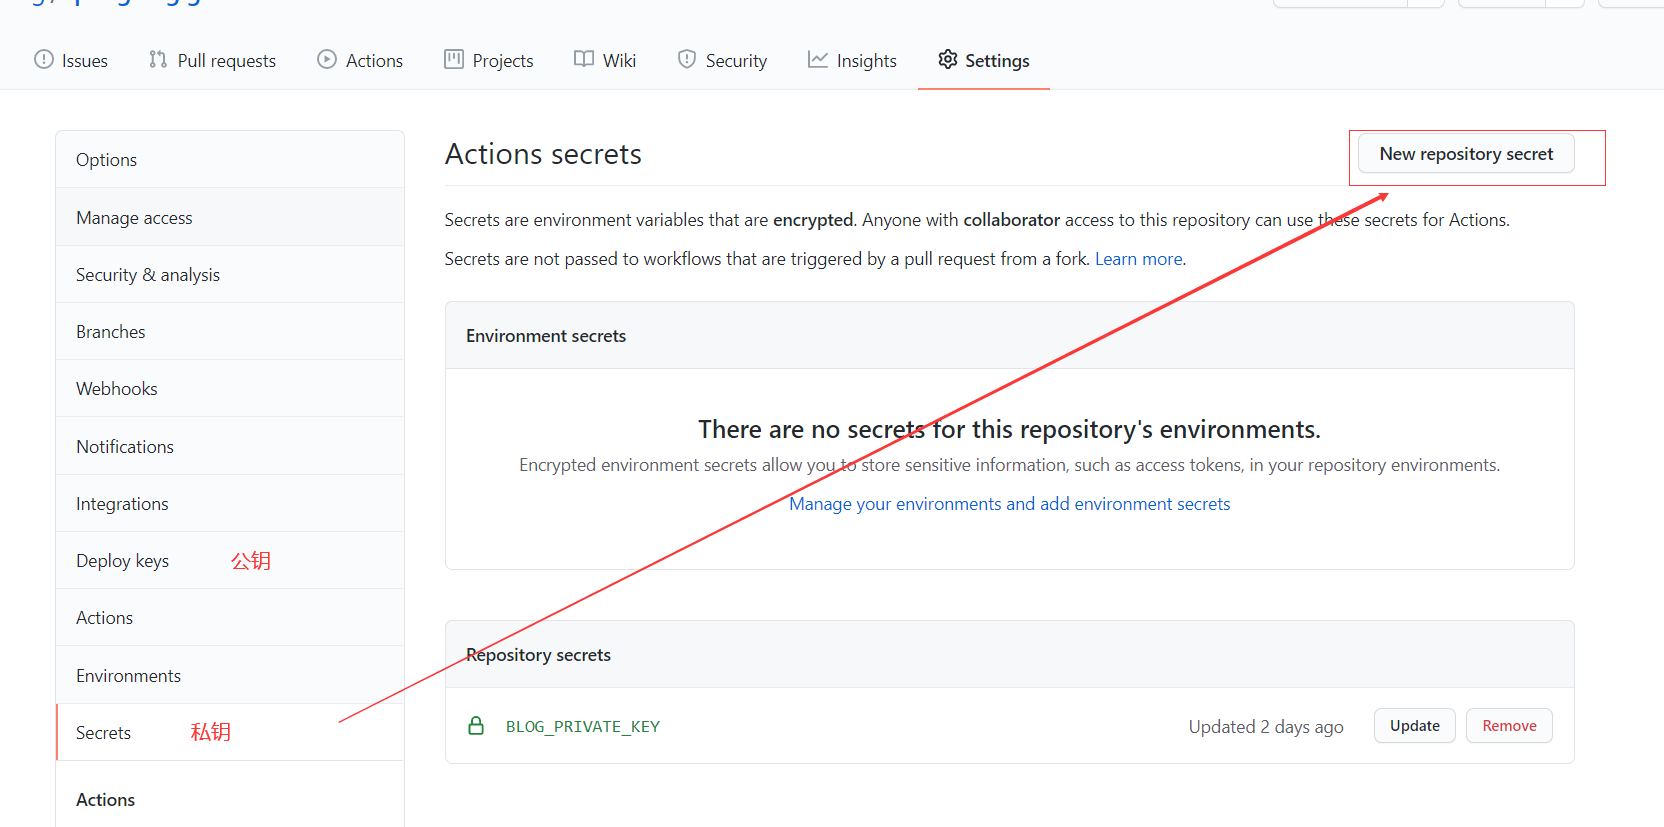 Issues Pull requests Actions Projects Wiki Security Insights Settings
Options
Manage access
Security & analysis
Branches
Webhooks
Notifications
Integrations
Deploy keys 公钥
Actions
Environments
Secrets 私钥
Actions
Actions secrets
New repository secret
Secrets are environment variables that are encrypted. Anyone with collaborator access to this repository can use these secrets for Actions.
Secrets are not passed to workflows that are triggered by a pull request from a fork. Learn more.
Environment secrets
There are no secrets for this repository's environments.
Encrypted environment secrets allow you to store sensitive information, such as access tokens, in your repository environments.
Manage your environments and add environment secrets
Repository secrets
BLOG_PRIVATE_KEY Updated 2 days ago Update Remove